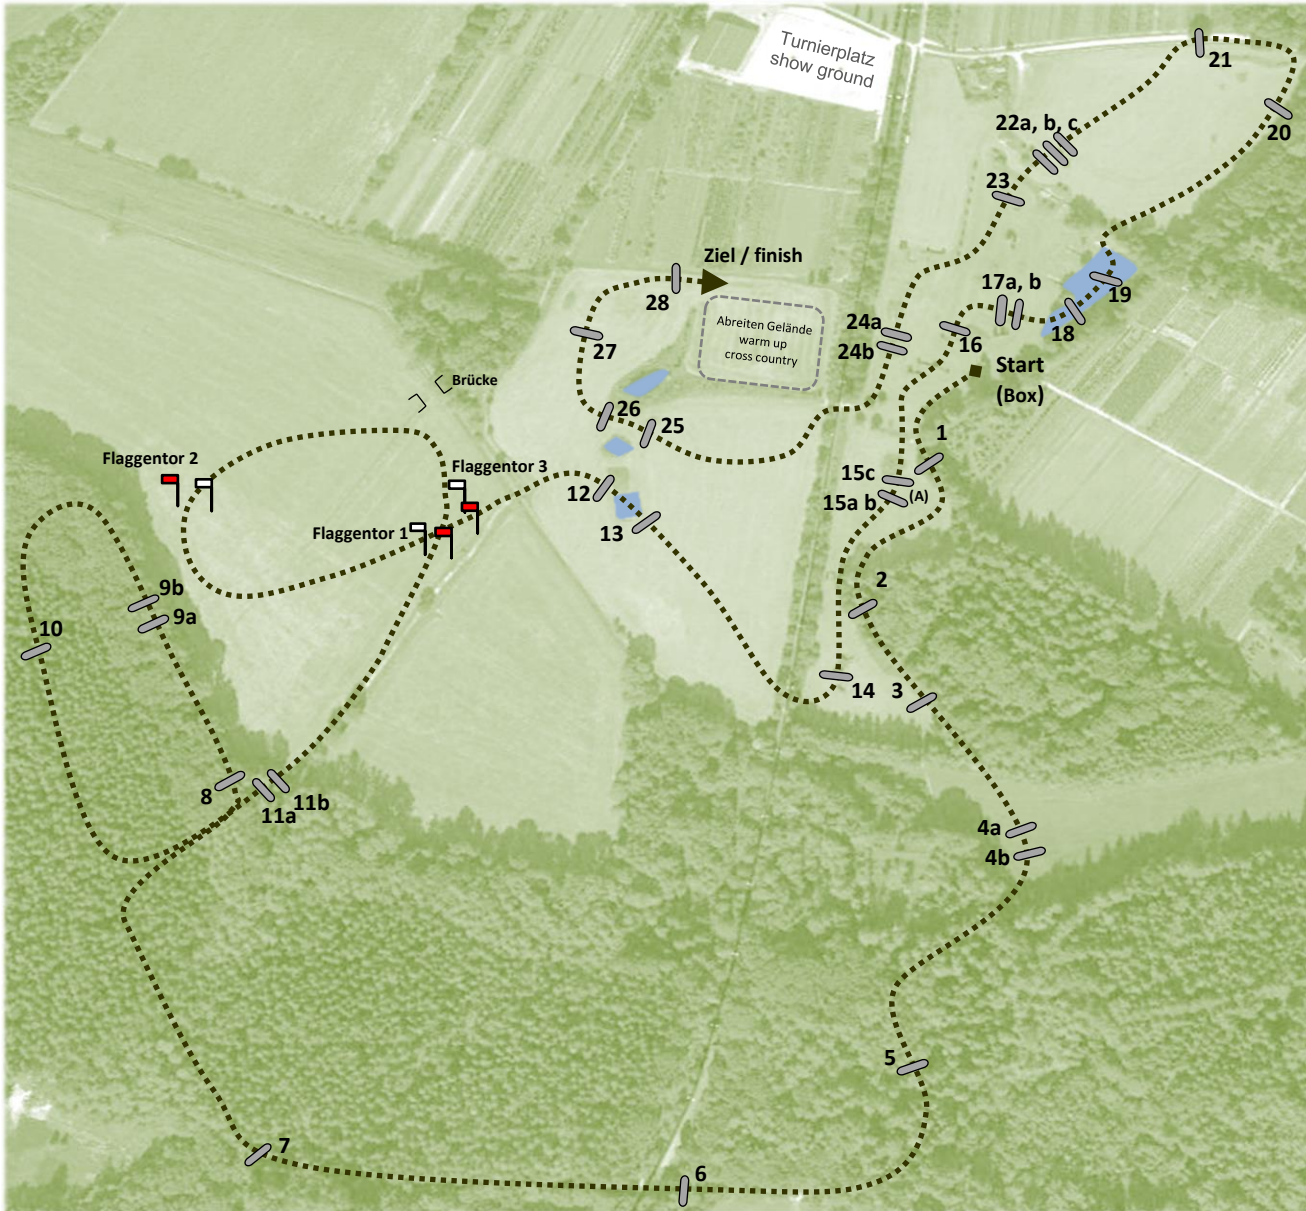 Turnierplatz
show ground
21
20
22a, b, c
23
Ziel / finish
17a, b
19
18
28
Abreiten Gelände
warm up
cross country
24a
24b
16
27
Start
(Box)
Brücke
26
25
1
Flaggentor 2
Flaggentor 3
15c
15a b
(A)
12
13
Flaggentor 1
2
9b
9a
10
14
3
8
11b
11a
4a
4b
5
7
6